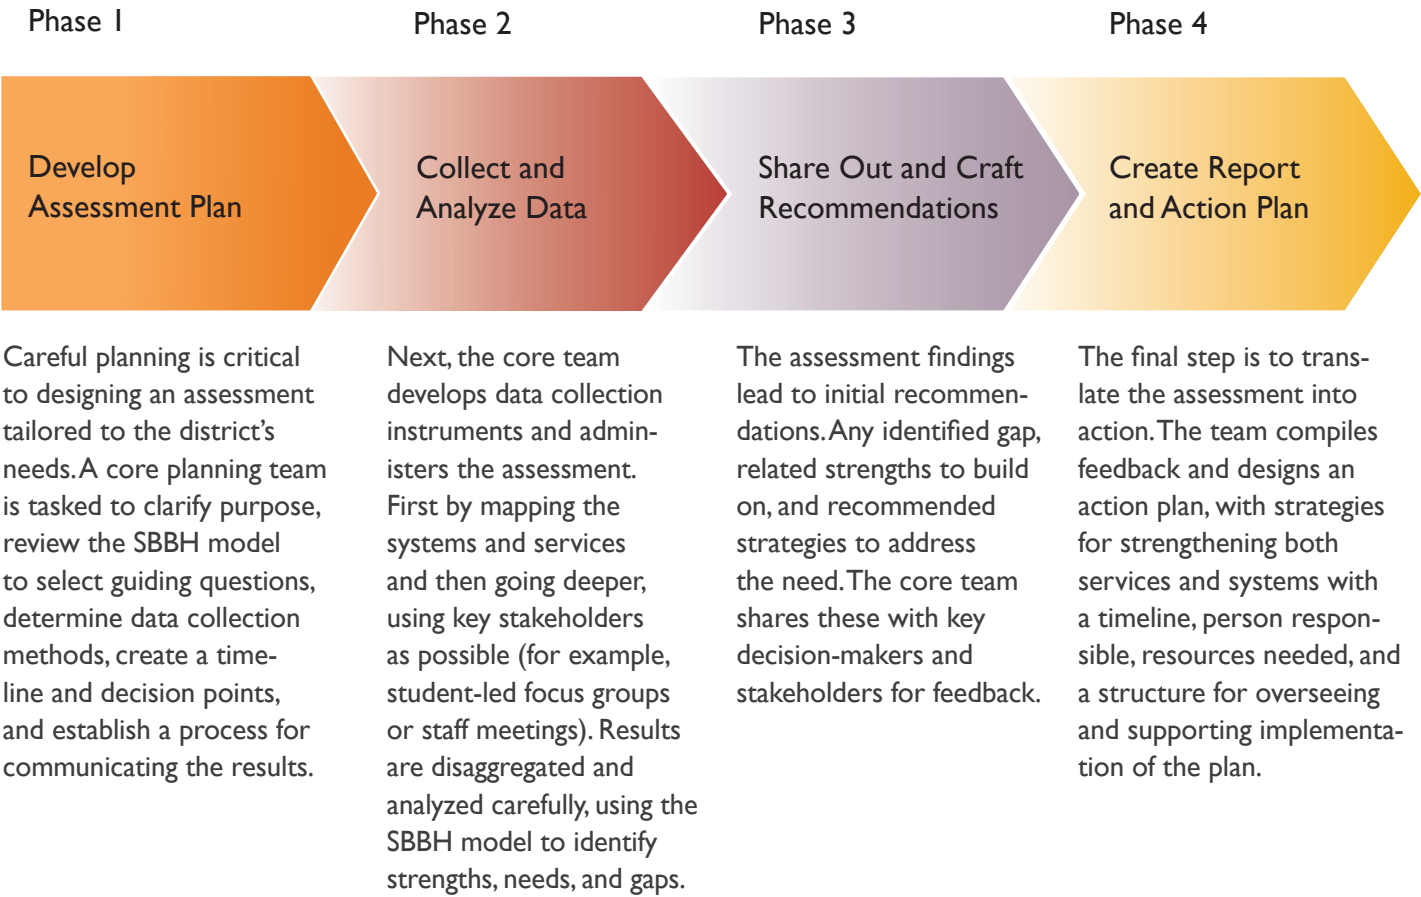 Phase 1
Phase 2
Phase 3
Phase 4
Develop
Assessment Plan
Collect and
Analyze Data
Share Out and Craft
Recommendations
Create Report
and Action Plan
Careful planning is critical
to designing an assessment
tailored to the district's
needs. A core planning team
is tasked to clarify purpose,
review the SBBH model
to select guiding questions,
determine data collection
methods, create a time-
line and decision points,
and establish a process for
communicating the results.
Next, the core team
develops data collection
instruments and admin-
isters the assessment.
First by mapping the
systems and services
and then going deeper,
using key stakeholders
as possible (for example,
student-led focus groups
or staff meetings). Results
are disaggregated and
analyzed carefully, using the
SBBH model to identify
strengths, needs, and gaps.
The assessment findings
lead to initial recommen-
dations. Any identified gap,
related strengths to build
on, and recommended
strategies to address
the need. The core team
shares these with key
decision-makers and
stakeholders for feedback.
The final step is to trans-
late the assessment into
action. The team compiles
feedback and designs an
action plan, with strategies
for strengthening both
services and systems with
a timeline, person respon-
sible, resources needed, and
a structure for overseeing
and supporting implementa-
tion of the plan.